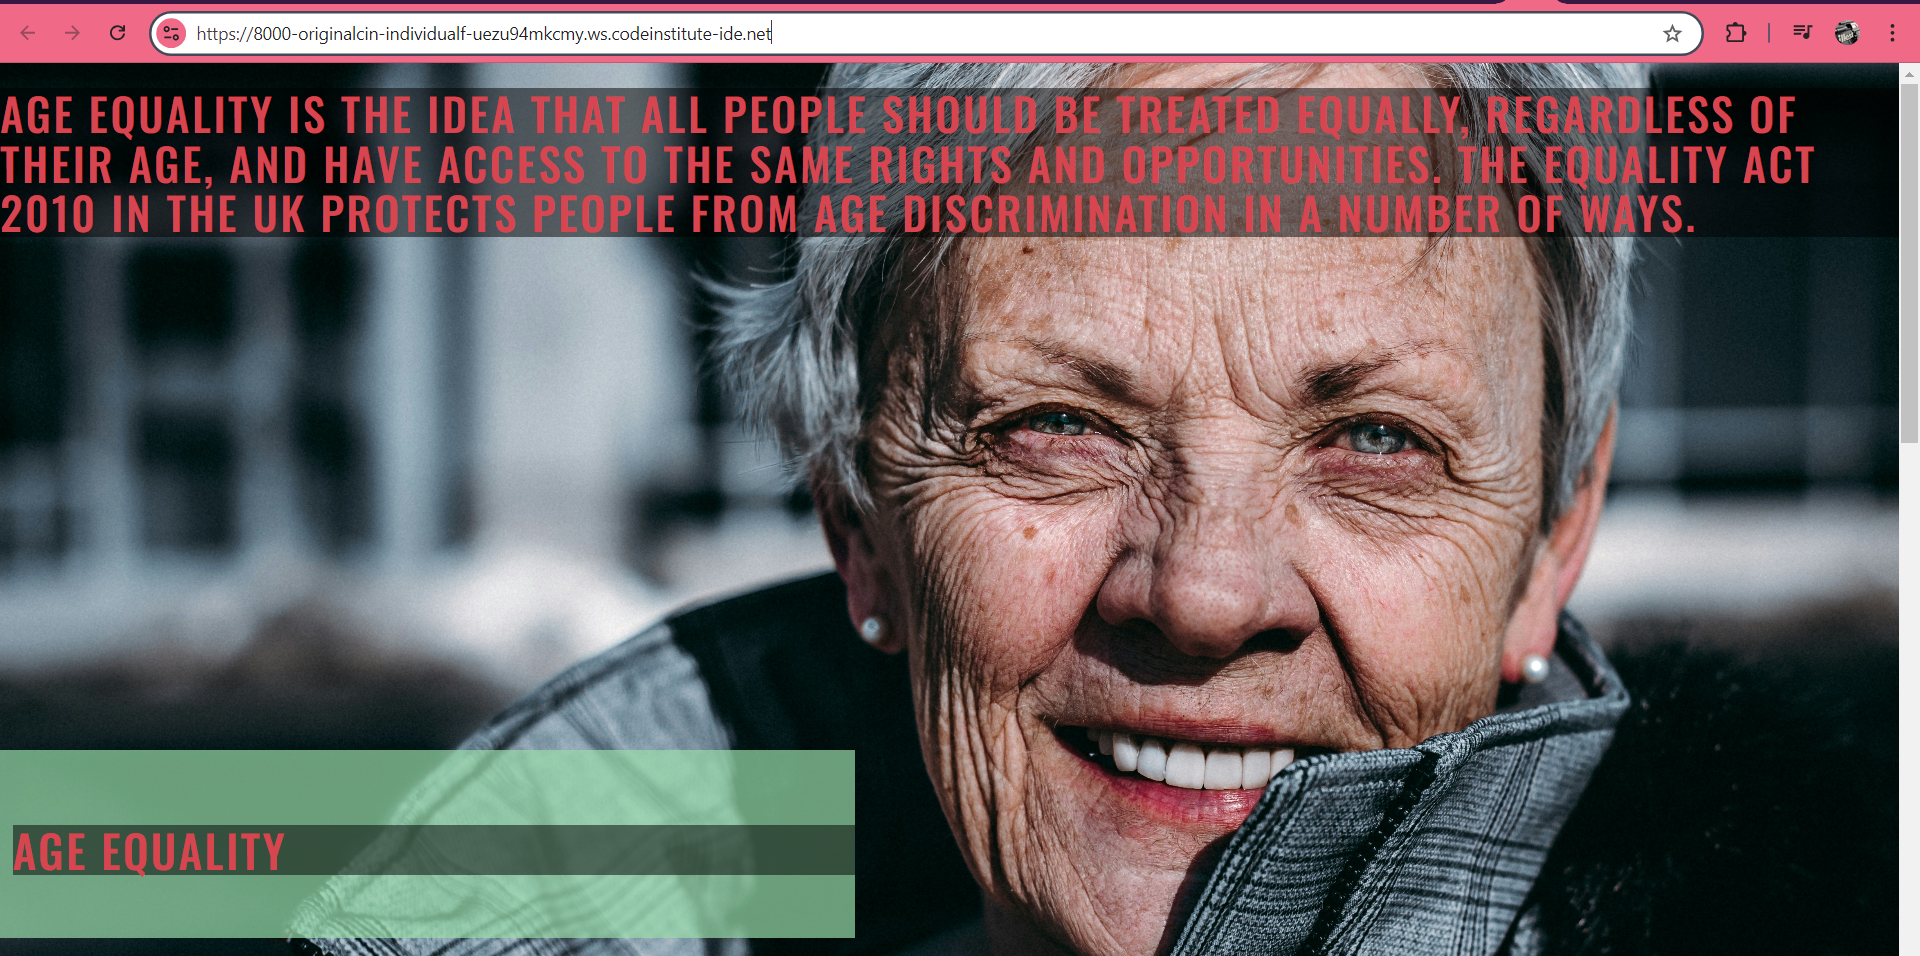 https://8000-originalcin-individualf-uezu94mkcmy.ws.codeinstitute-ide.net
AGE EQUALITY IS THE IDEA THAT ALL PEOPLE SHOULD BE TREATED EQUALLY, REGARDLESS OF
THEIR AGE, AND HAVE ACCESS TO THE SAME RIGHTS AND OPPORTUNITIES. THE EQUALITY ACT
2010 IN THE UK PROTECTS PEOPLE FROM AGE DISCRIMINATION IN A NUMBER OF WAYS.
AGE EQUALITY